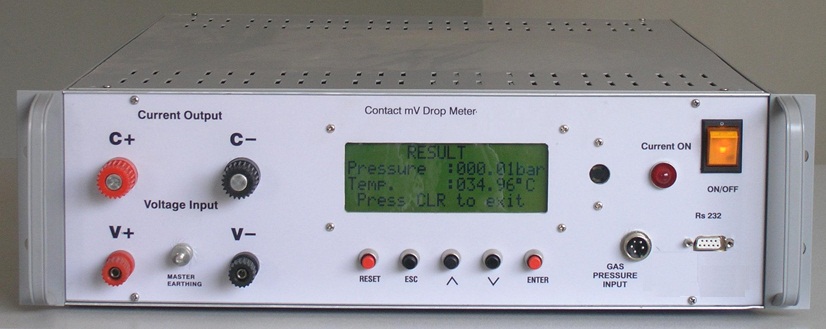 Current Output
Contact mV Drop Meter
C+
C-
Voltage Input
V+
V-
MASTER
EARTHING
RESULT
Pressure :000.01bar
Temp. :034.96°C
Press CLR to exit
RESET
ESC
ENTER
Current ON
ON/OFF
Rs 232
GAS
PRESSURE
INPUT